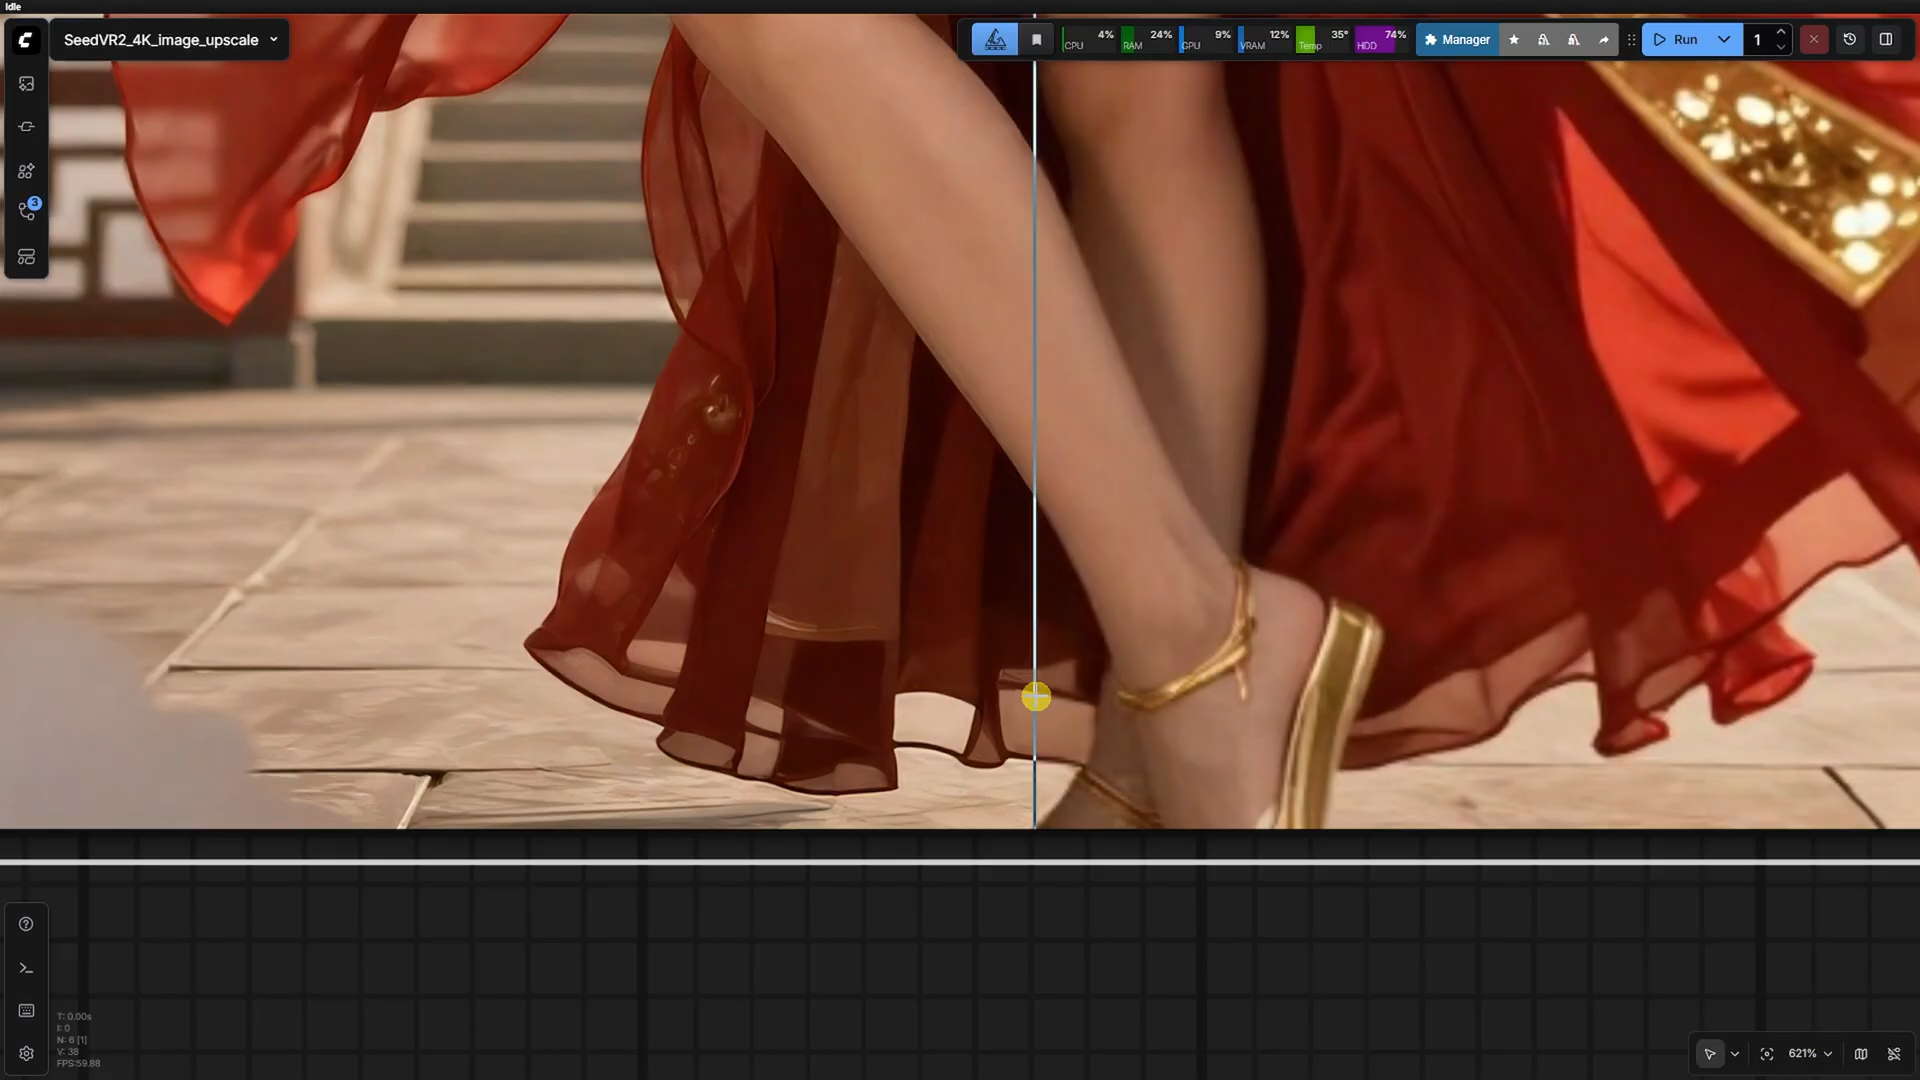 Idle
SeedVR2_4K_image_upscale
CPU 4%
RAM 24%
GPU 9%
VRAM 12%
Temp 35°
HDD 74%
Manager
Run
1
3
T: 0.00s
I: 0
N: 6 [1]
V: 38
FPS:59.88
621%